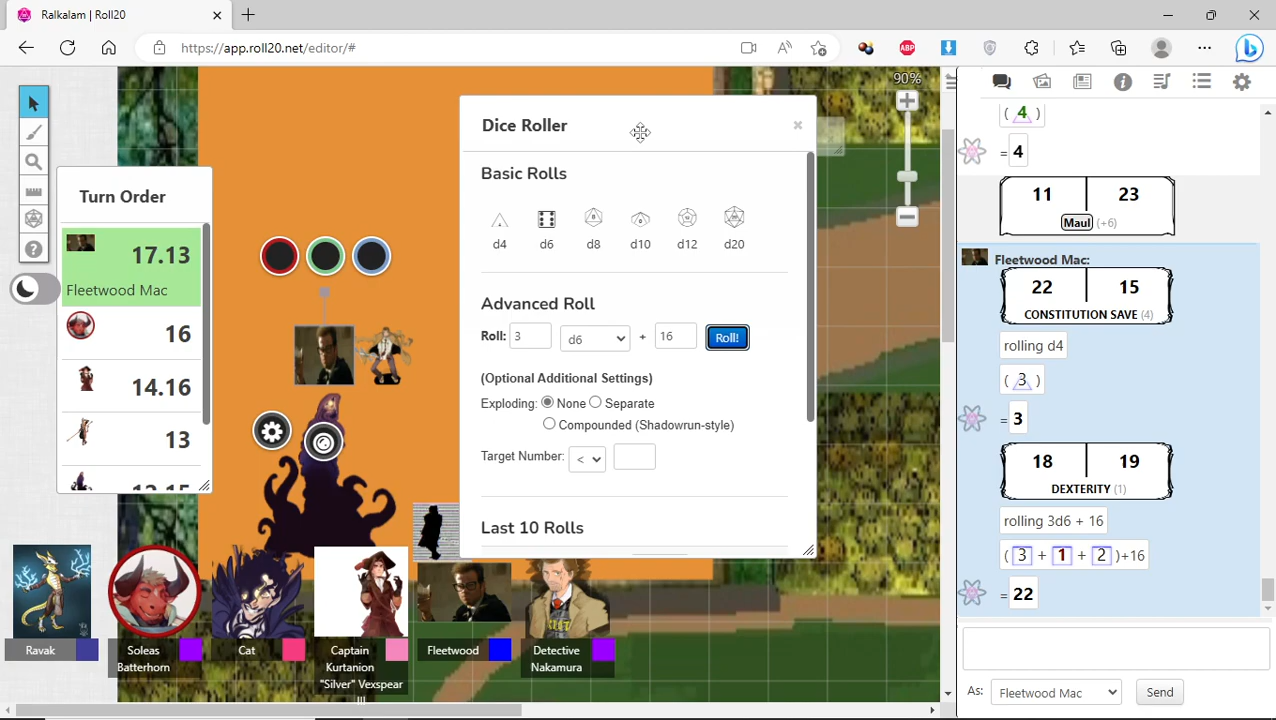 Ralkalam | Roll20
https://app.roll20.net/editor/#
ABP
90%
Turn Order
17.13
Fleetwood Mac
16
14.16
13
12.15
Dice Roller
Basic Rolls
d4 d6 d8 d10 d12 d20
Advanced Roll
Roll: 3 d6 + 16 Roll!
(Optional Additional Settings)
Exploding: None Separate
Compounded (Shadowrun-style)
Target Number: <
Last 10 Rolls
Ravak
Soleas
Batterhorn
Cat
Captain
Kurtanion
"Silver" Vexspear
III
Fleetwood
Detective
Nakamura
( 4 )
= 4
11 23
Maul (+6)
Fleetwood Mac:
22 15
CONSTITUTION SAVE (4)
rolling d4
( 3 )
= 3
18 19
DEXTERITY (1)
rolling 3d6 + 16
( 3 + 1 + 2 )+16
= 22
As: Fleetwood Mac Send